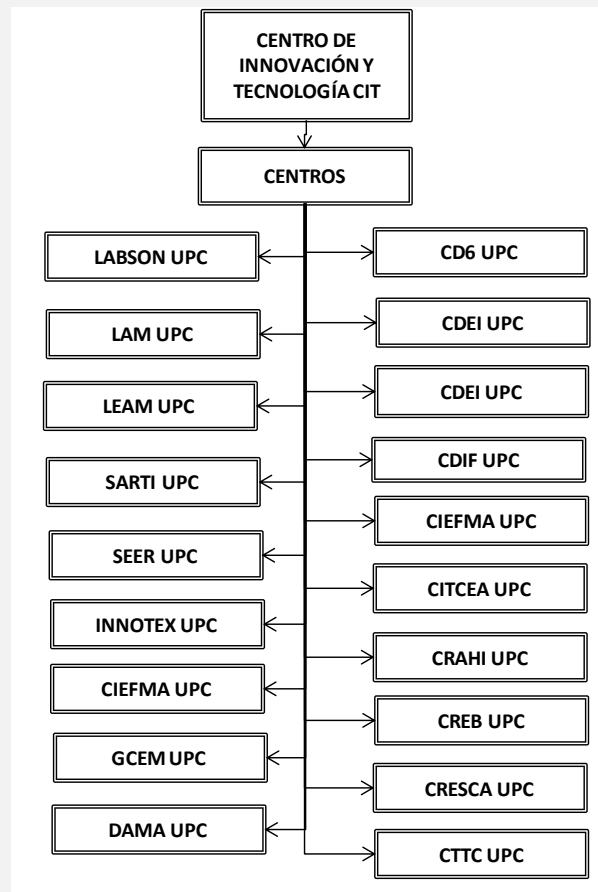 CENTRO DE
INNOVACIÓN Y
TECNOLOGÍA CIT
CENTROS
LABSON UPC
LAM UPC
LEAM UPC
SARTI UPC
SEER UPC
INNOTEX UPC
CIEFMA UPC
GCEM UPC
DAMA UPC
CD6 UPC
CDEI UPC
CDEI UPC
CDIF UPC
CIEFMA UPC
CITCEA UPC
CRAHI UPC
CREB UPC
CRESCA UPC
CTTC UPC